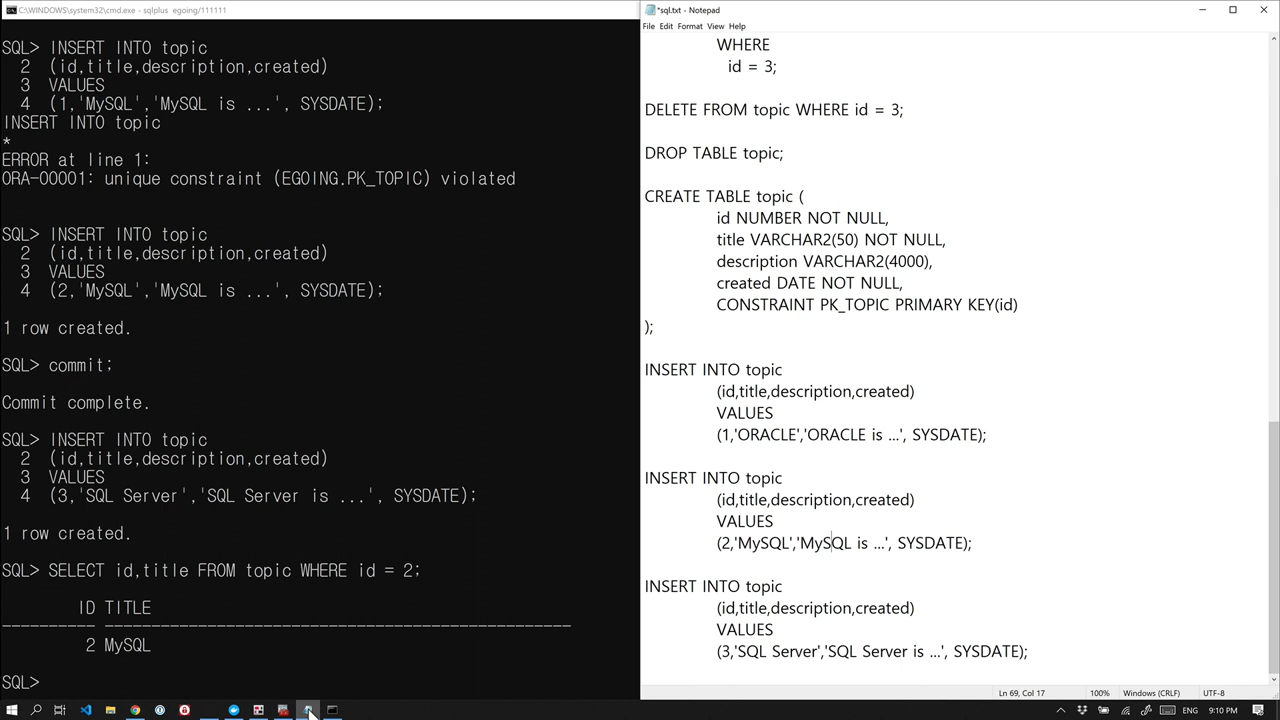 C:\WINDOWS\system32\cmd.exe - sqlplus egoing/111111
SQL> INSERT INTO topic
2 (id,title,description,created)
3 VALUES
4 (1,'MySQL','MySQL is ...', SYSDATE);
INSERT INTO topic
*
ERROR at line 1:
ORA-00001: unique constraint (EGOING.PK_TOPIC) violated
SQL> INSERT INTO topic
2 (id,title,description,created)
3 VALUES
4 (2,'MySQL','MySQL is ...', SYSDATE);
1 row created.
SQL> commit;
Commit complete.
SQL> INSERT INTO topic
2 (id,title,description,created)
3 VALUES
4 (3,'SQL Server','SQL Server is ...', SYSDATE);
1 row created.
SQL> SELECT id,title FROM topic WHERE id = 2;
ID TITLE
---------- --------------------------------------------------
2 MySQL
SQL>
*sql.txt - Notepad
File Edit Format View Help
WHERE
id = 3;
DELETE FROM topic WHERE id = 3;
DROP TABLE topic;
CREATE TABLE topic (
id NUMBER NOT NULL,
title VARCHAR2(50) NOT NULL,
description VARCHAR2(4000),
created DATE NOT NULL,
CONSTRAINT PK_TOPIC PRIMARY KEY(id)
);
INSERT INTO topic
(id,title,description,created)
VALUES
(1,'ORACLE','ORACLE is ...', SYSDATE);
INSERT INTO topic
(id,title,description,created)
VALUES
(2,'MySQL','MySQL is ...', SYSDATE);
INSERT INTO topic
(id,title,description,created)
VALUES
(3,'SQL Server','SQL Server is ...', SYSDATE);
Ln 69, Col 17 100% Windows (CRLF) UTF-8
ENG 9:10 PM